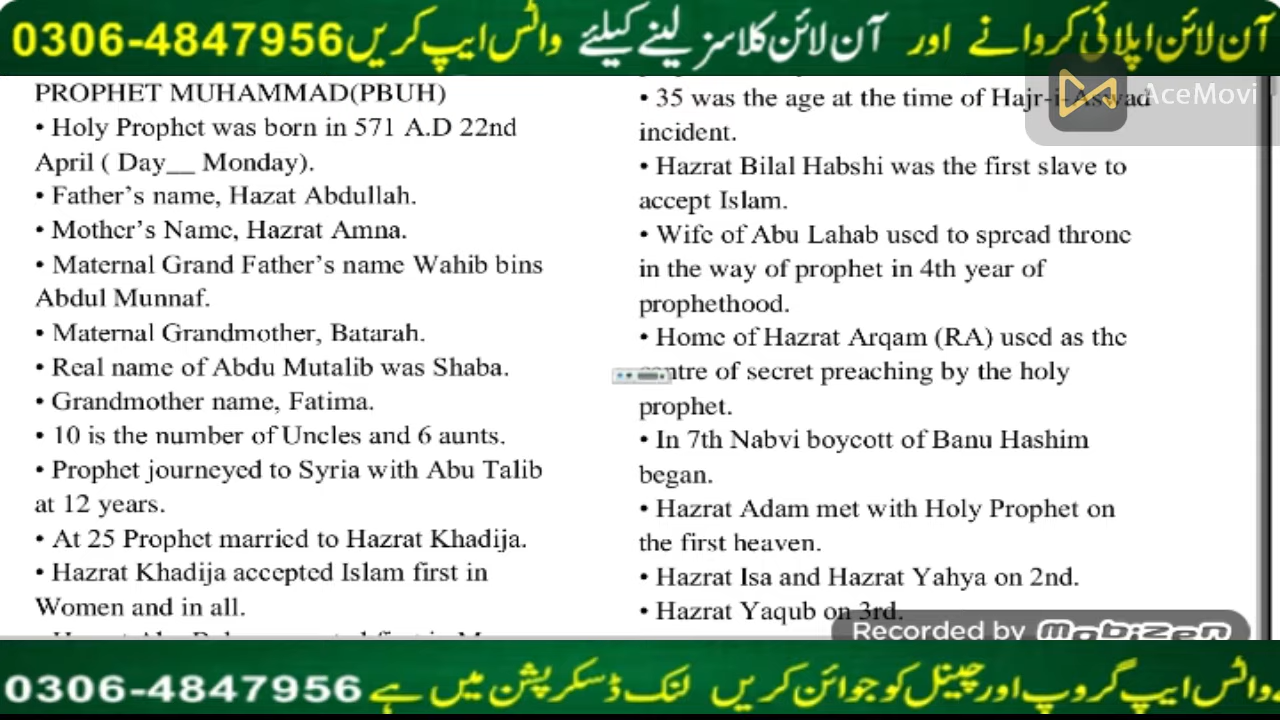 آن لائن اپلائی کروانے اور آن لائن کلاسز لینے کیلئے واٹس ایپ کریں 0306-4847956
AceMovi
PROPHET MUHAMMAD(PBUH)
• Holy Prophet was born in 571 A.D 22nd
April ( Day__ Monday).
• Father’s name, Hazat Abdullah.
• Mother’s Name, Hazrat Amna.
• Maternal Grand Father’s name Wahib bins
Abdul Munnaf.
• Maternal Grandmother, Batarah.
• Real name of Abdu Mutalib was Shaba.
• Grandmother name, Fatima.
• 10 is the number of Uncles and 6 aunts.
• Prophet journeyed to Syria with Abu Talib
at 12 years.
• At 25 Prophet married to Hazrat Khadija.
• Hazrat Khadija accepted Islam first in
Women and in all.
• 35 was the age at the time of Hajr-i-Aswad
incident.
• Hazrat Bilal Habshi was the first slave to
accept Islam.
• Wife of Abu Lahab used to spread throne
in the way of prophet in 4th year of
prophethood.
• Home of Hazrat Arqam (RA) used as the
centre of secret preaching by the holy
prophet.
• In 7th Nabvi boycott of Banu Hashim
began.
• Hazrat Adam met with Holy Prophet on
the first heaven.
• Hazrat Isa and Hazrat Yahya on 2nd.
• Hazrat Yaqub on 3rd.
Recorded by mobizen
واٹس ایپ گروپ اور چینل کو جوائن کریں لنک ڈسکرپشن میں ہے 0306-4847956